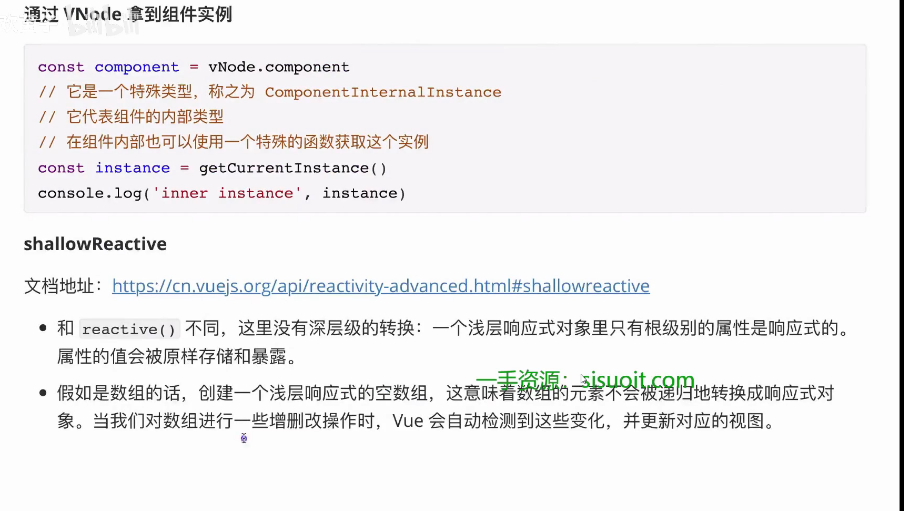 通过 VNode 拿到组件实例
const component = vNode.component
// 它是一个特殊类型，称之为 ComponentInternalInstance
// 它代表组件的内部类型
// 在组件内部也可以使用一个特殊的函数获取这个实例
const instance = getCurrentInstance()
console.log('inner instance', instance)
shallowReactive
文档地址：https://cn.vuejs.org/api/reactivity-advanced.html#shallowreactive
和 reactive() 不同，这里没有深层级的转换：一个浅层响应式对象里只有根级别的属性是响应式的。
属性的值会被原样存储和暴露。
一手资源：sisuoit.com
假如是数组的话，创建一个浅层响应式的空数组，这意味着数组的元素不会被递归地转换成响应式对
象。当我们对数组进行一些增删改操作时，Vue 会自动检测到这些变化，并更新对应的视图。